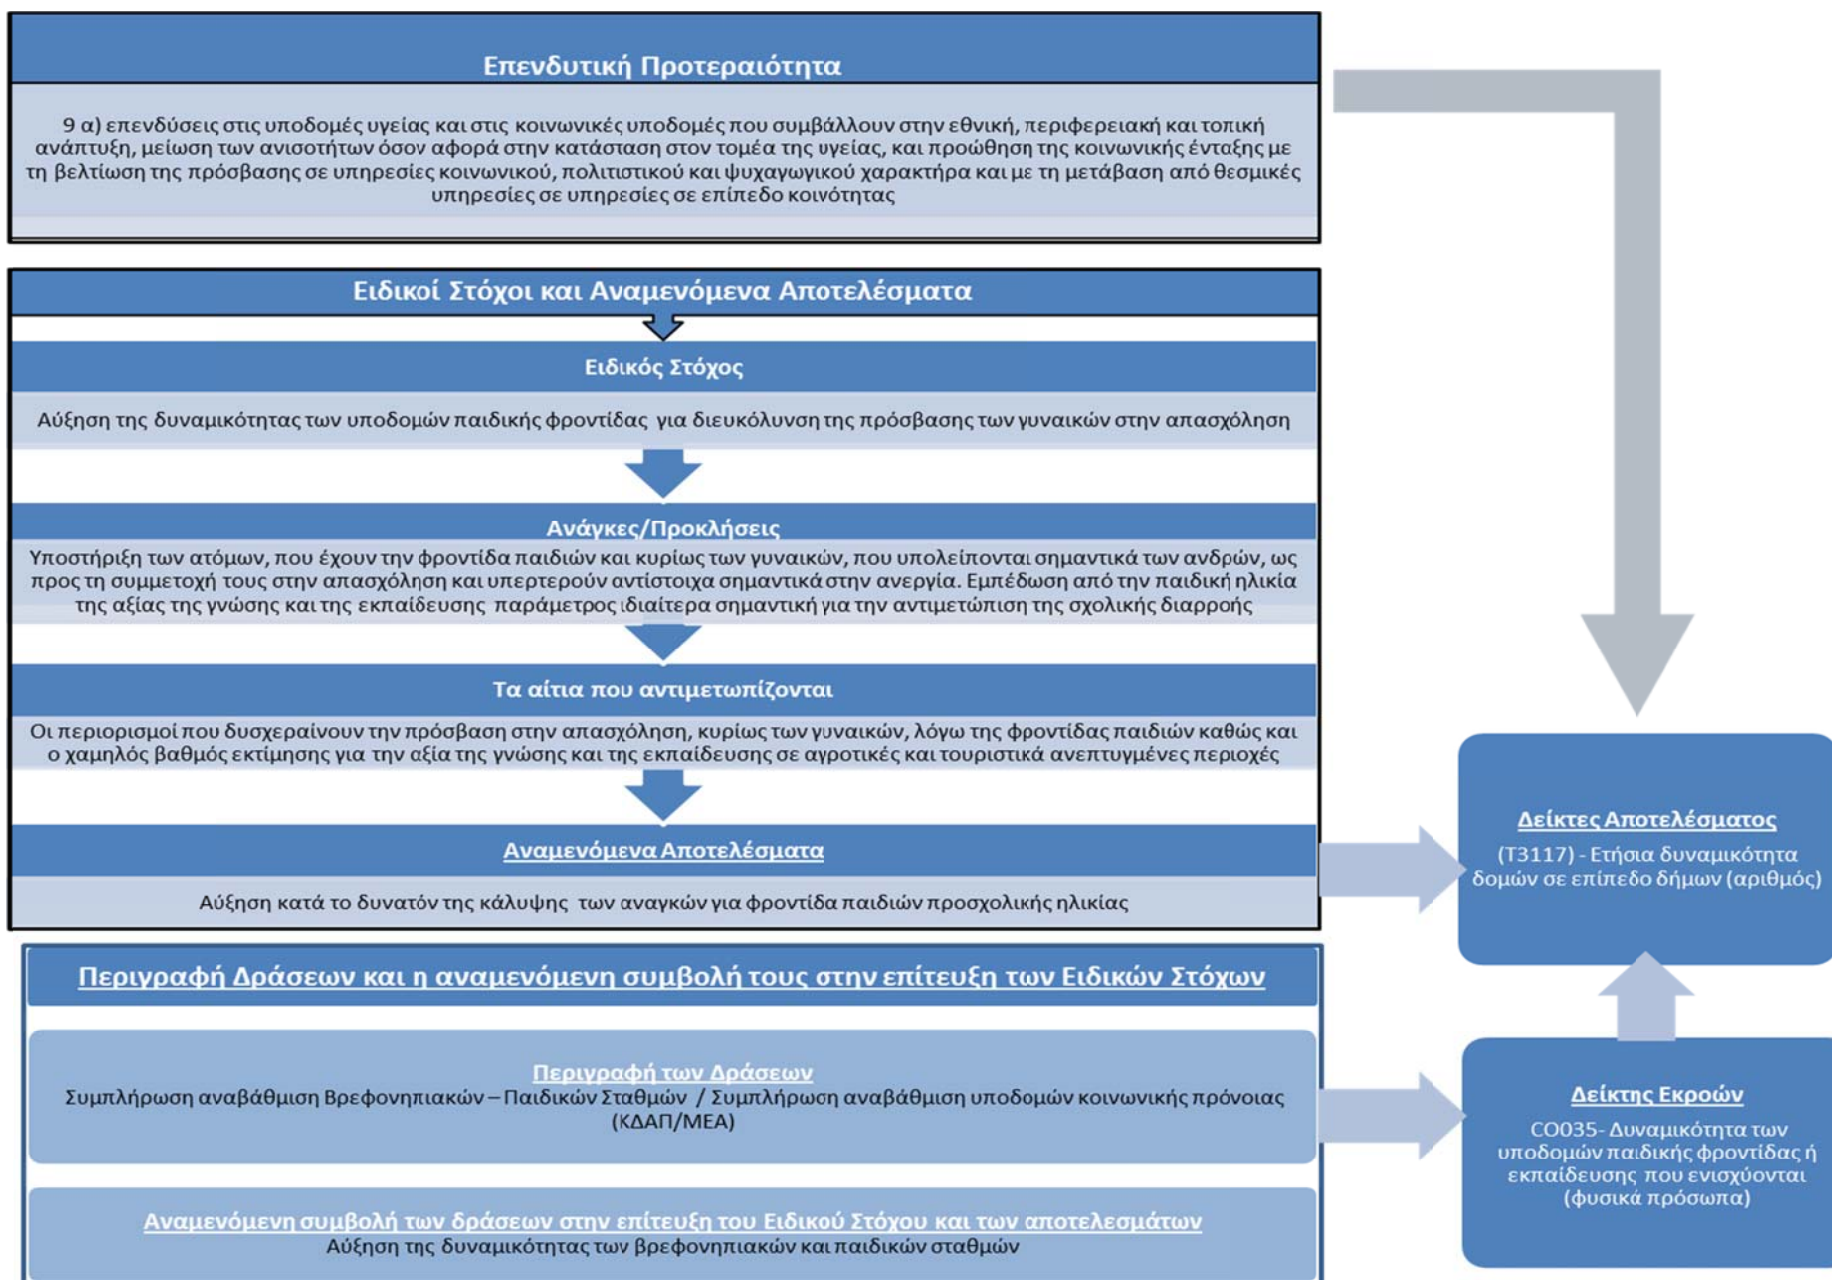 Επενδυτική Προτεραιότητα
9 α) επενδύσεις στις υποδομές υγείας και στις κοινωνικές υποδομές που συμβάλλουν στην εθνική, περιφερειακή και τοπική
ανάπτυξη, μείωση των ανισοτήτων όσον αφορά στην κατάσταση στον τομέα της υγείας, και προώθηση της κοινωνικής ένταξης με
τη βελτίωση της πρόσβασης σε υπηρεσίες κοινωνικού, πολιτιστικού και ψυχαγωγικού χαρακτήρα και με τη μετάβαση από θεσμικές
υπηρεσίες σε υπηρεσίες σε επίπεδο κοινότητας
Ειδικοί Στόχοι και Αναμενόμενα Αποτελέσματα
Ειδικός Στόχος
Αύξηση της δυναμικότητας των υποδομών παιδικής φροντίδας για διευκόλυνση της πρόσβασης των γυναικών στην απασχόληση
Ανάγκες/Προκλήσεις
Υποστήριξη των ατόμων, που έχουν την φροντίδα παιδιών και κυρίως των γυναικών, που υπολείπονται σημαντικά των ανδρών, ως
προς τη συμμετοχή τους στην απασχόληση και υπερτερούν αντίστοιχα σημαντικά στην ανεργία. Εμπέδωση από την παιδική ηλικία
της αξίας της γνώσης και της εκπαίδευσης παράμετρος ιδιαίτερα σημαντική για την αντιμετώπιση της σχολικής διαρροής
Τα αίτια που αντιμετωπίζονται
Οι περιορισμοί που δυσχεραίνουν την πρόσβαση στην απασχόληση, κυρίως των γυναικών, λόγω της φροντίδας παιδιών καθώς και
ο χαμηλός βαθμός εκτίμησης για την αξία της γνώσης και της εκπαίδευσης σε αγροτικές και τουριστικά ανεπτυγμένες περιοχές
Αναμενόμενα Αποτελέσματα
Αύξηση κατά το δυνατόν της κάλυψης των αναγκών για φροντίδα παιδιών προσχολικής ηλικίας
Περιγραφή Δράσεων και η αναμενόμενη συμβολή τους στην επίτευξη των Ειδικών Στόχων
Περιγραφή των Δράσεων
Συμπλήρωση αναβάθμιση Βρεφονηπιακών – Παιδικών Σταθμών / Συμπλήρωση αναβάθμιση υποδομών κοινωνικής πρόνοιας
(ΚΔΑΠ/ΜΕΑ)
Αναμενόμενη συμβολή των δράσεων στην επίτευξη του Ειδικού Στόχου και των αποτελεσμάτων
Αύξηση της δυναμικότητας των βρεφονηπιακών και παιδικών σταθμών
Δείκτες Αποτελέσματος
(Τ3117) - Ετήσια δυναμικότητα
δομών σε επίπεδο δήμων (αριθμός)
Δείκτης Εκροών
CO035- Δυναμικότητα των
υποδομών παιδικής φροντίδας ή
εκπαίδευσης που ενισχύονται
(φυσικά πρόσωπα)